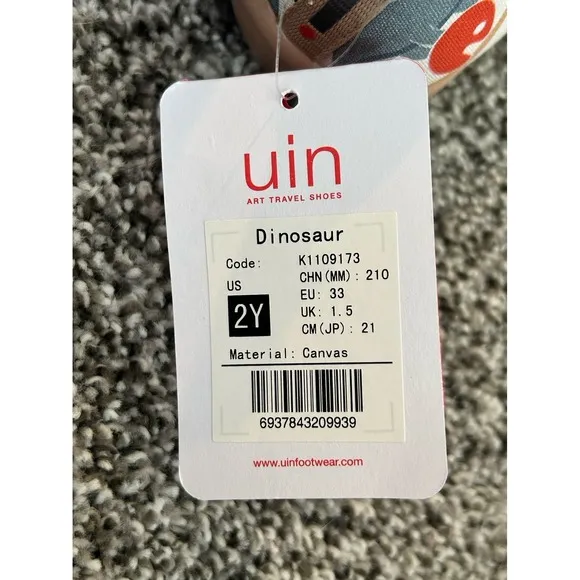 uin
ART TRAVEL SHOES
Dinosaur
Code: K1109173
US CHN(MM): 210
2Y EU: 33
UK: 1.5
CM(JP): 21
Material: Canvas
6937843209939
www.uinfootwear.com